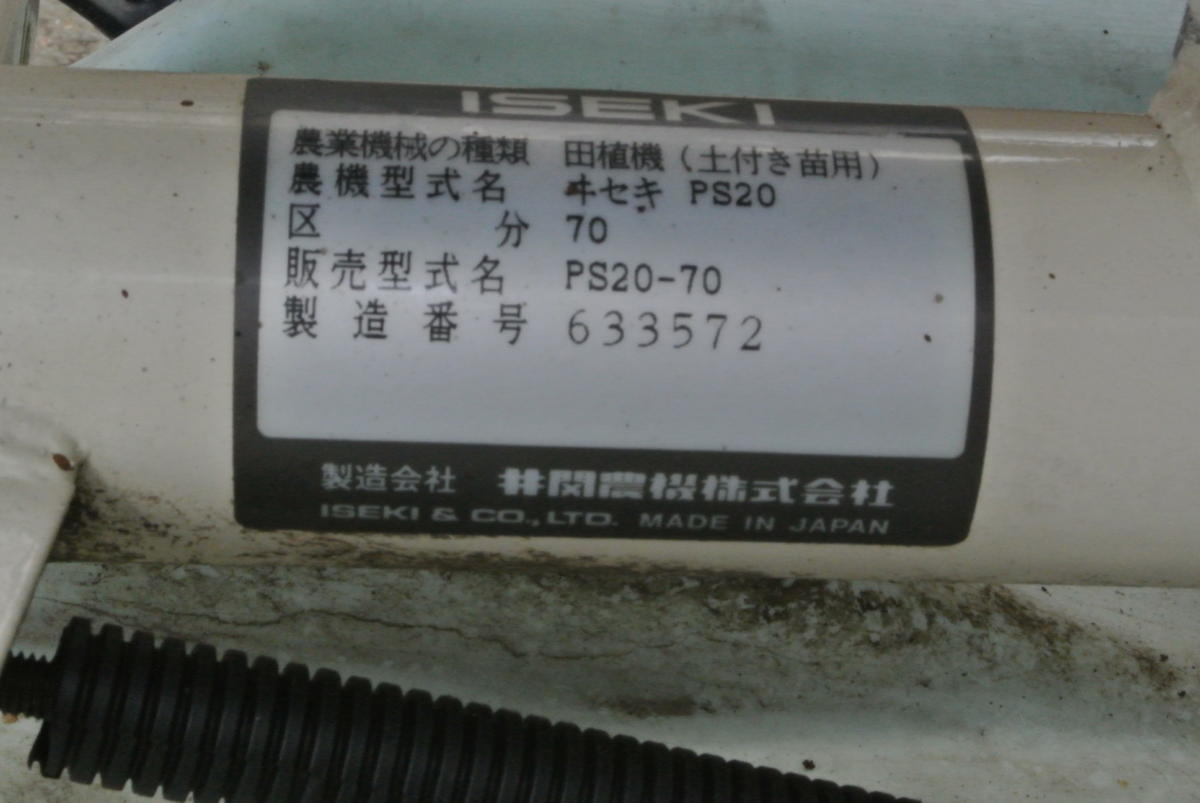 ISEKI
農業機械の種類 田植機（土付き苗用）
農機型式名 ヰセキ PS20
区分 70
販売型式名 PS20-70
製造番号 633572
製造会社 井関農機株式会社
ISEKI & CO.,LTD. MADE IN JAPAN